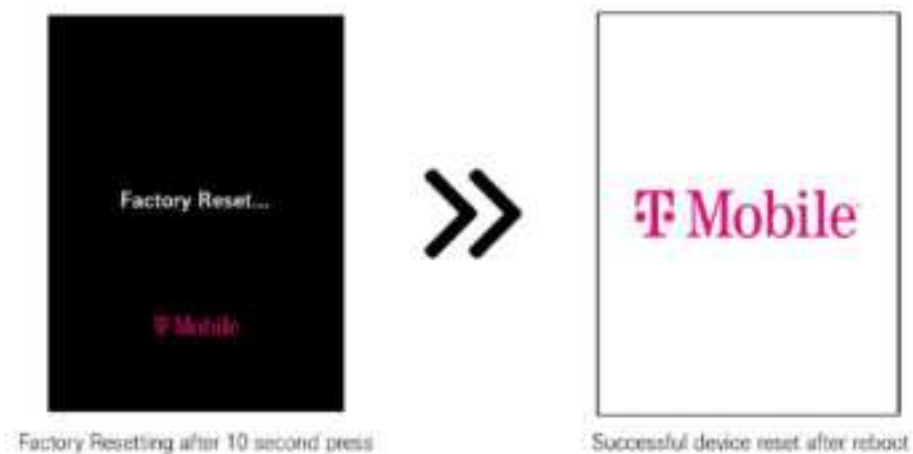 Factory Reset...
T Mobile
Factory Resetting after 10 second press
T Mobile
Successful device reset after reboot